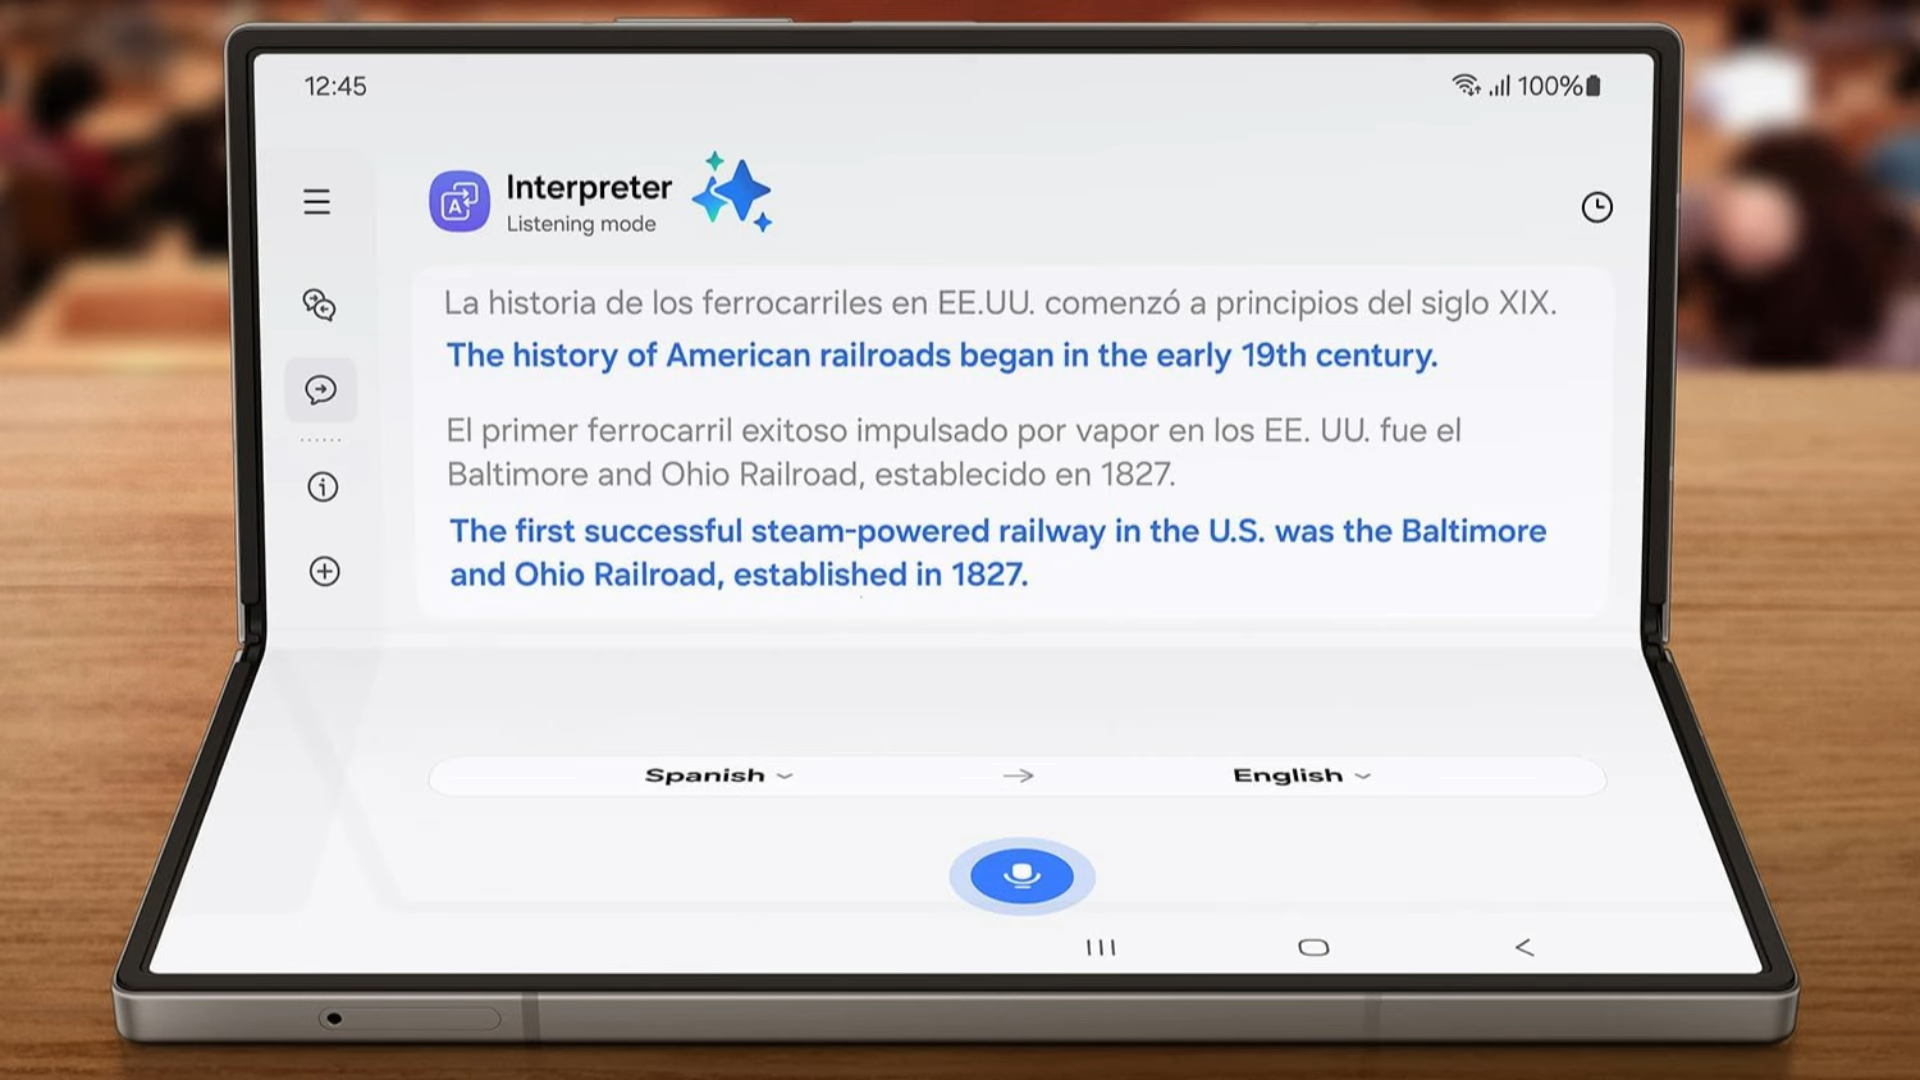 12:45
100%
Interpreter
Listening mode
La historia de los ferrocarriles en EE.UU. comenzó a principios del siglo XIX.
The history of American railroads began in the early 19th century.
El primer ferrocarril exitoso impulsado por vapor en los EE. UU. fue el
Baltimore and Ohio Railroad, establecido en 1827.
The first successful steam-powered railway in the U.S. was the Baltimore
and Ohio Railroad, established in 1827.
Spanish → English